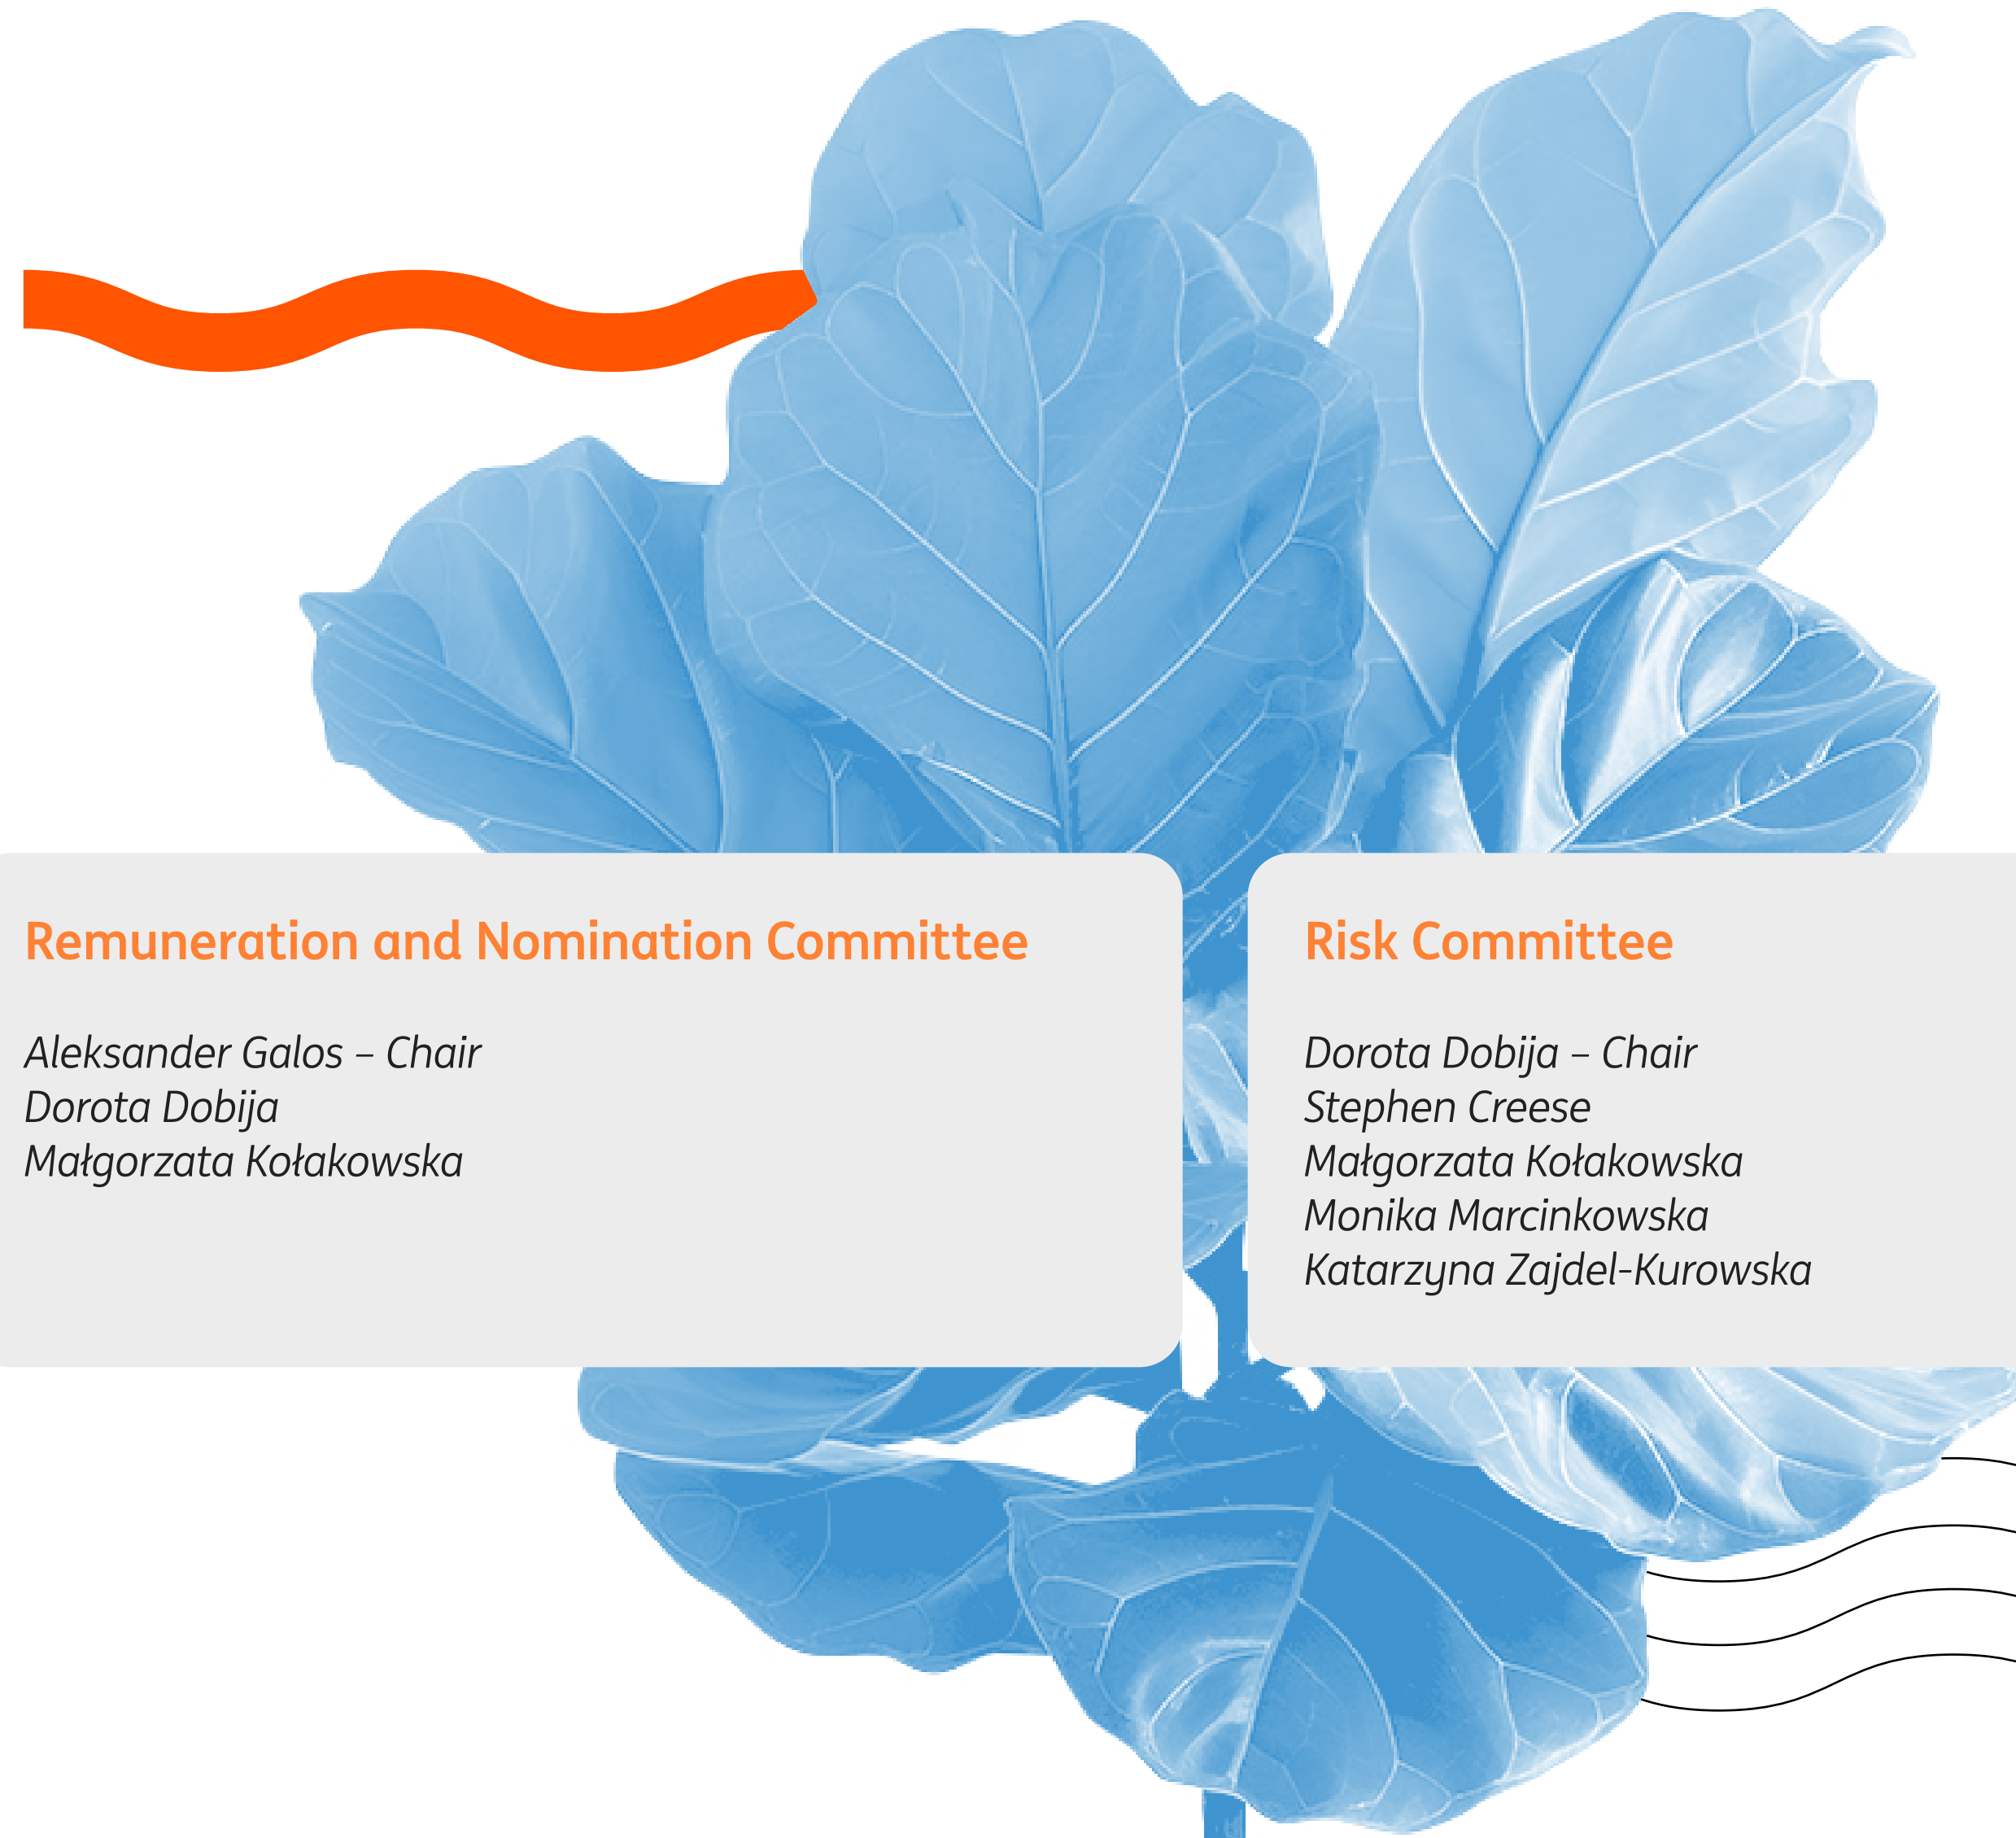 Remuneration and Nomination Committee
Aleksander Galos – Chair
Dorota Dobija
Małgorzata Kołakowska
Risk Committee
Dorota Dobija – Chair
Stephen Creese
Małgorzata Kołakowska
Monika Marcinkowska
Katarzyna Zajdel-Kurowska